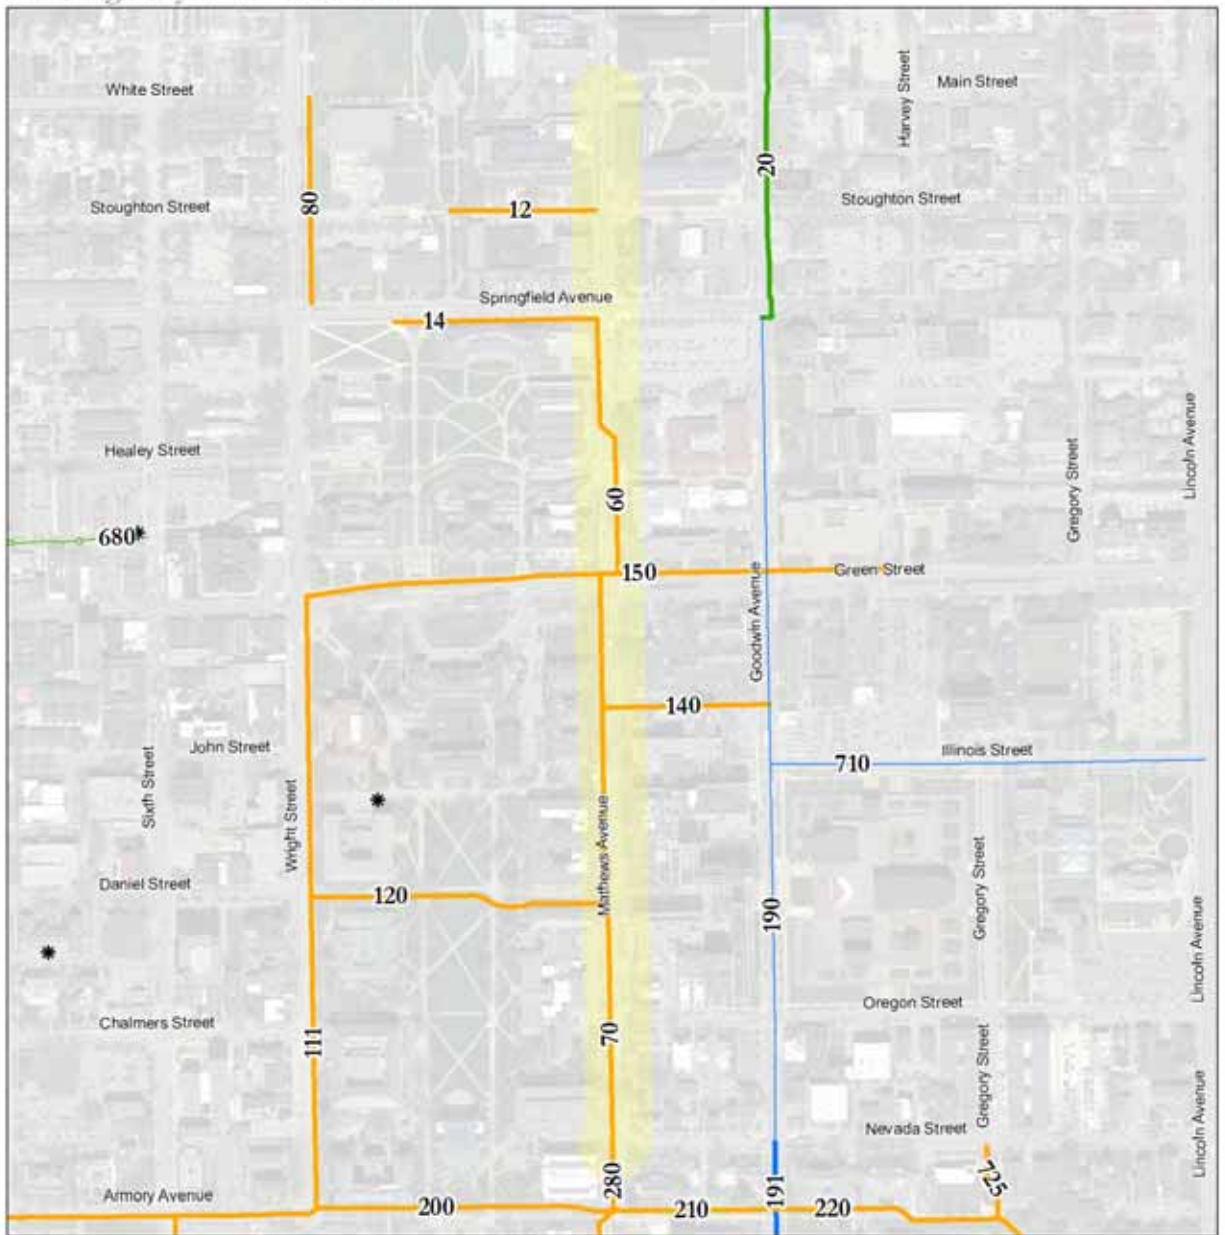 Main Street
White Street
Harvey Street
20
Stoughton Street
Stoughton Street
80
12
Springfield Avenue
14
Healey Street
Lincoln Avenue
Gregory Street
60
680
150
Green Street
Goodwin Avenue
140
John Street
Illinois Street
710
Sixth Street
Wright Street
Mathews Avenue
Daniel Street
120
Gregory Street
190
Lincoln Avenue
Oregon Street
Chalmers Street
111
70
Gregory Street
Nevada Street
Lincoln Avenue
725
280
191
Armory Avenue
200
210
220